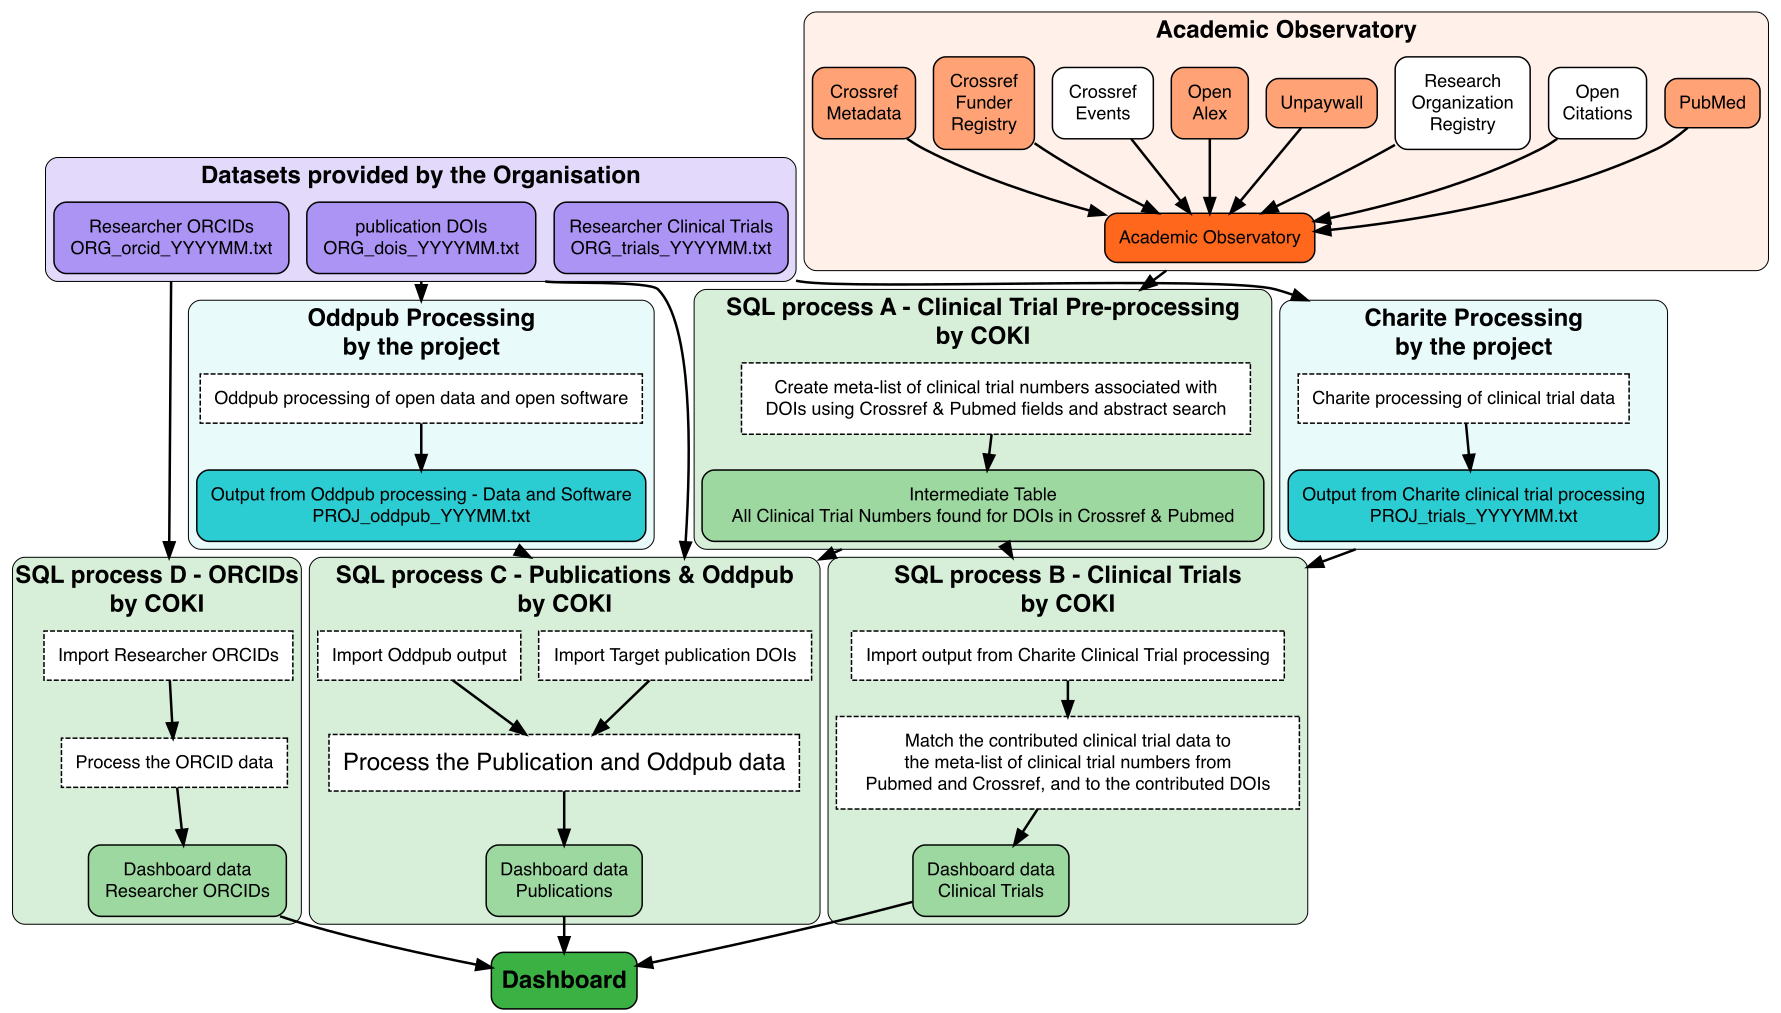 Academic Observatory
Crossref
Metadata
Crossref
Funder
Registry
Crossref
Events
Open
Alex
Unpaywall
Research
Organization
Registry
Open
Citations
PubMed
Academic Observatory
Datasets provided by the Organisation
Researcher ORCIDs
ORG_orcid_YYYYMM.txt
publication DOIs
ORG_dois_YYYYMM.txt
Researcher Clinical Trials
ORG_trials_YYYYMM.txt
Oddpub Processing
by the project
Oddpub processing of open data and open software
Output from Oddpub processing - Data and Software
PROJ_oddpub_YYYMM.txt
SQL process A - Clinical Trial Pre-processing
by COKI
Create meta-list of clinical trial numbers associated with
DOIs using Crossref & Pubmed fields and abstract search
Intermediate Table
All Clinical Trial Numbers found for DOIs in Crossref & Pubmed
Charite Processing
by the project
Charite processing of clinical trial data
Output from Charite clinical trial processing
PROJ_trials_YYYYMM.txt
SQL process D - ORCIDs
by COKI
Import Researcher ORCIDs
Process the ORCID data
Dashboard data
Researcher ORCIDs
SQL process C - Publications & Oddpub
by COKI
Import Oddpub output
Import Target publication DOIs
Process the Publication and Oddpub data
Dashboard data
Publications
SQL process B - Clinical Trials
by COKI
Import output from Charite Clinical Trial processing
Match the contributed clinical trial data to
the meta-list of clinical trial numbers from
Pubmed and Crossref, and to the contributed DOIs
Dashboard data
Clinical Trials
Dashboard